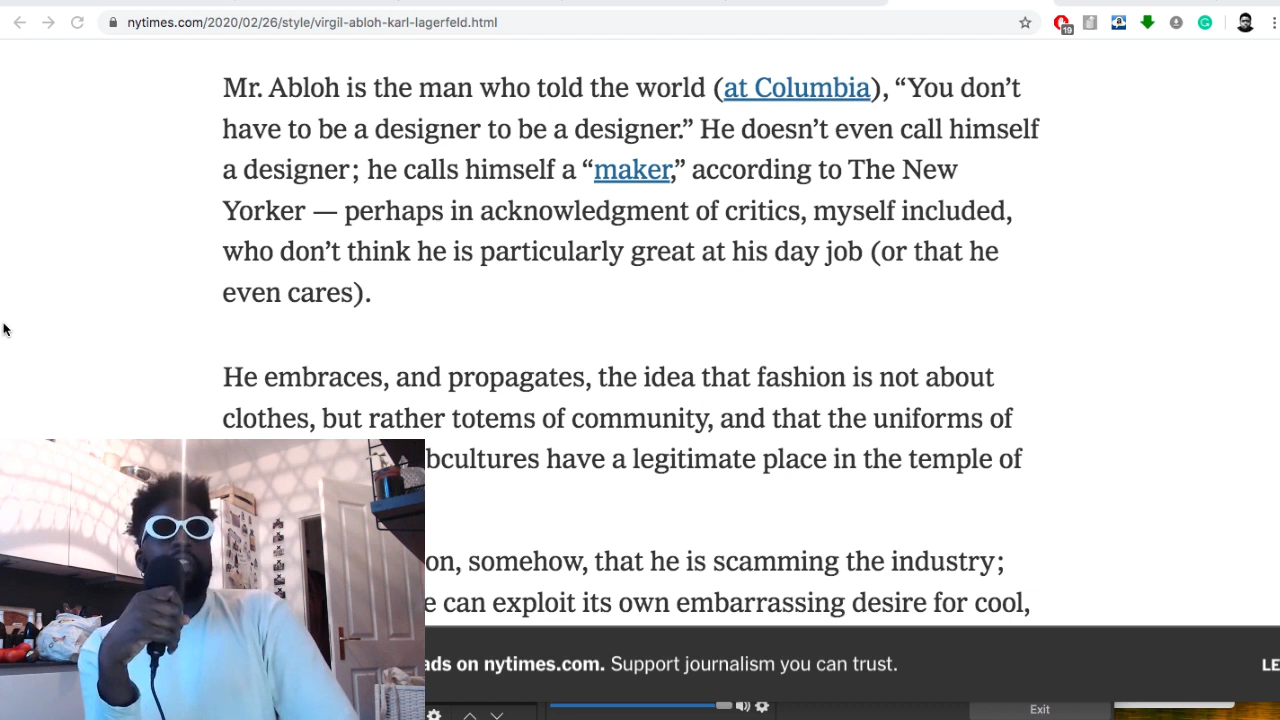 nytimes.com/2020/02/26/style/virgil-abloh-karl-lagerfeld.html
19
Mr. Abloh is the man who told the world (at Columbia), “You don’t
have to be a designer to be a designer.” He doesn’t even call himself
a designer; he calls himself a “maker,” according to The New
Yorker — perhaps in acknowledgment of critics, myself included,
who don’t think he is particularly great at his day job (or that he
even cares).
He embraces, and propagates, the idea that fashion is not about
clothes, but rather totems of community, and that the uniforms of
bcultures have a legitimate place in the temple of
on, somehow, that he is scamming the industry;
e can exploit its own embarrassing desire for cool,
ads on nytimes.com. Support journalism you can trust.
LE
Exit